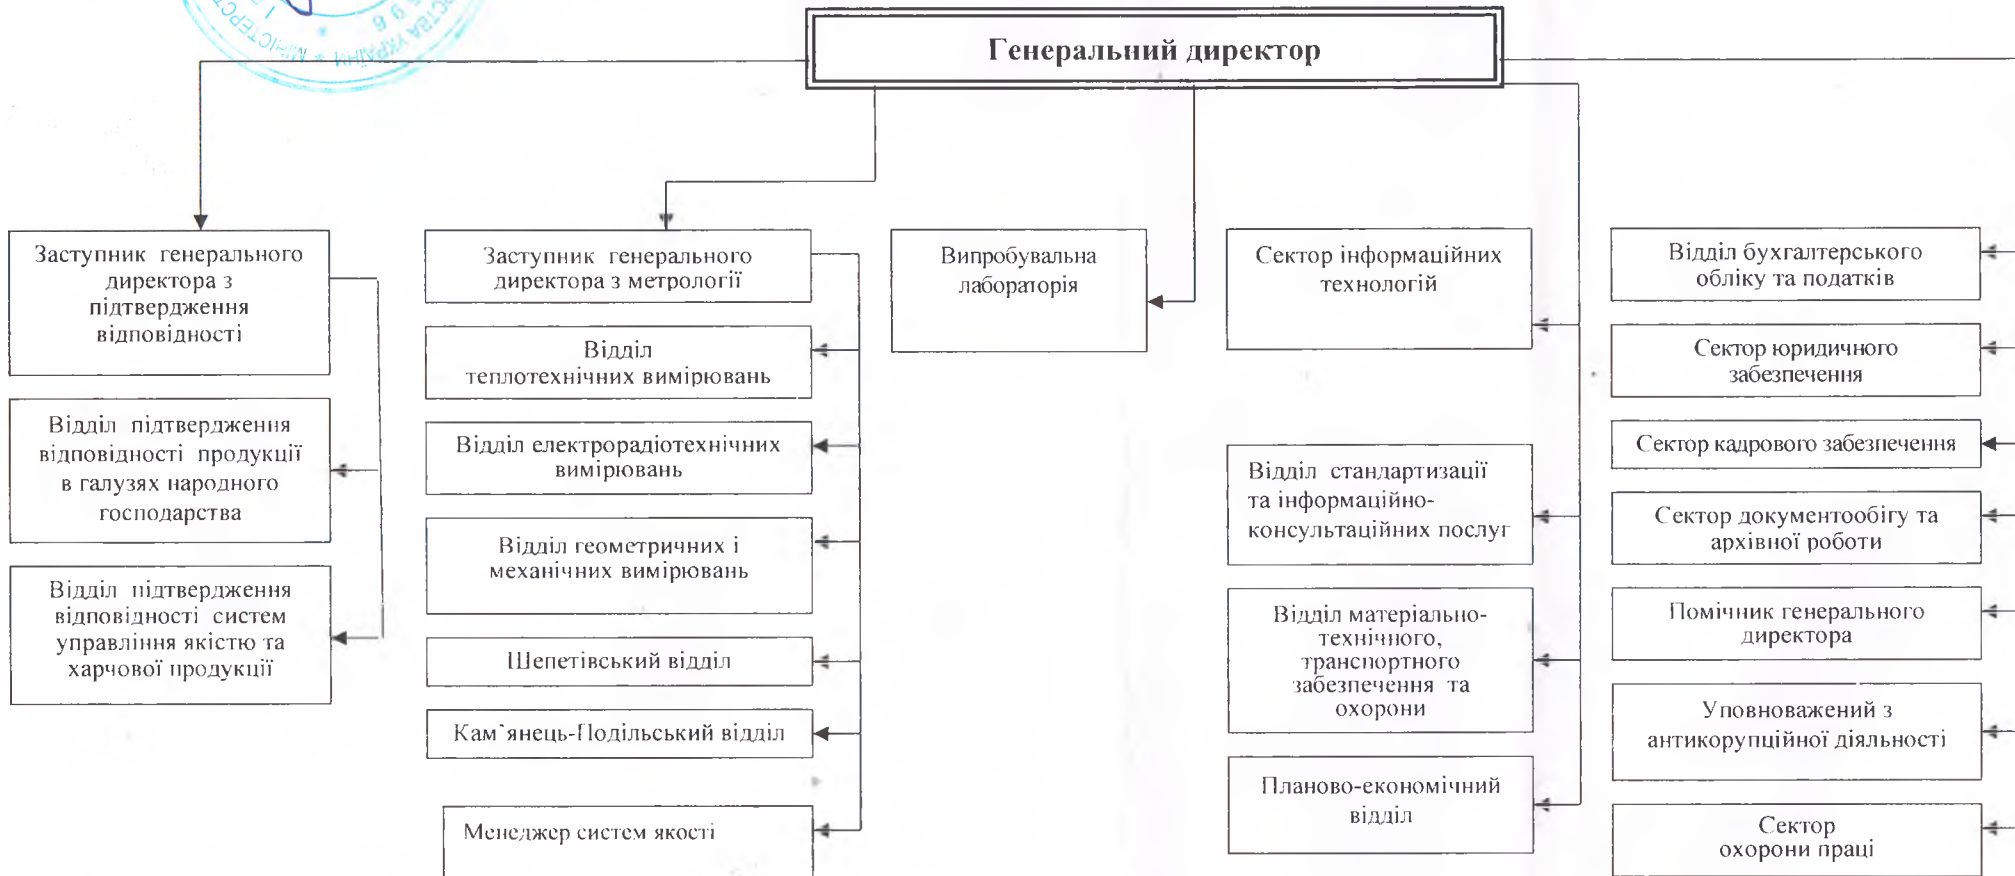 МІНІСТЕРСТ
РСТВА УКРАЇНИ *
Генеральний директор
Заступник генерального
директора з
підтвердження
відповідності
Відділ підтвердження
відповідності продукції
в галузях народного
господарства
Відділ підтвердження
відповідності систем
управління якістю та
харчової продукції
Заступник генерального
директора з метрології
Відділ
теплотехнічних вимірювань
Відділ електрорадіотехнічних
вимірювань
Відділ геометричних і
механічних вимірювань
Шепетівський відділ
Кам`янець-Подільський відділ
Менеджер систем якості
Випробувальна
лабораторія
Сектор інформаційних
технологій
Відділ стандартизації
та інформаційно-
консультаційних послуг
Відділ матеріально-
технічного,
транспортного
забезпечення та
охорони
Планово-економічний
відділ
Відділ бухгалтерського
обліку та податків
Сектор юридичного
забезпечення
Сектор кадрового забезпечення
Сектор документообігу та
архівної роботи
Помічник генерального
директора
Уповноважений з
антикорупційної діяльності
Сектор
охорони праці